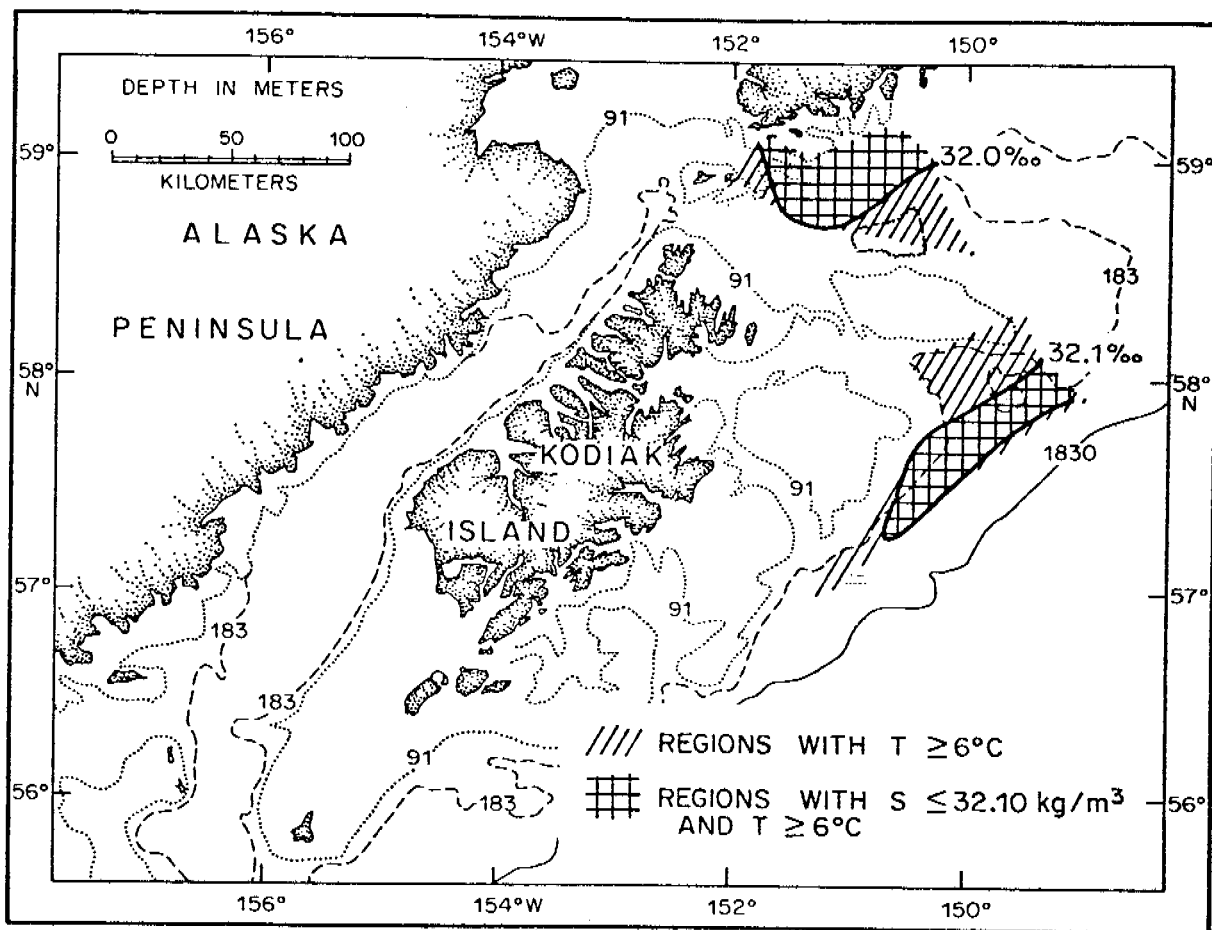 156°
154°W
152°
150°
DEPTH IN METERS
0 50 100
KILOMETERS
59°
59°
91
32.0‰
ALASKA
PENINSULA
91
183
58°
N
32.1‰
58°
N
1830
KODIAK
91
ISLAND
57°
57°
91
183
183
91
183
56°
56°
REGIONS WITH T ≥6°C
REGIONS WITH S ≤32.10 kg/m³
AND T ≥6°C
156°
154°W
152°
150°